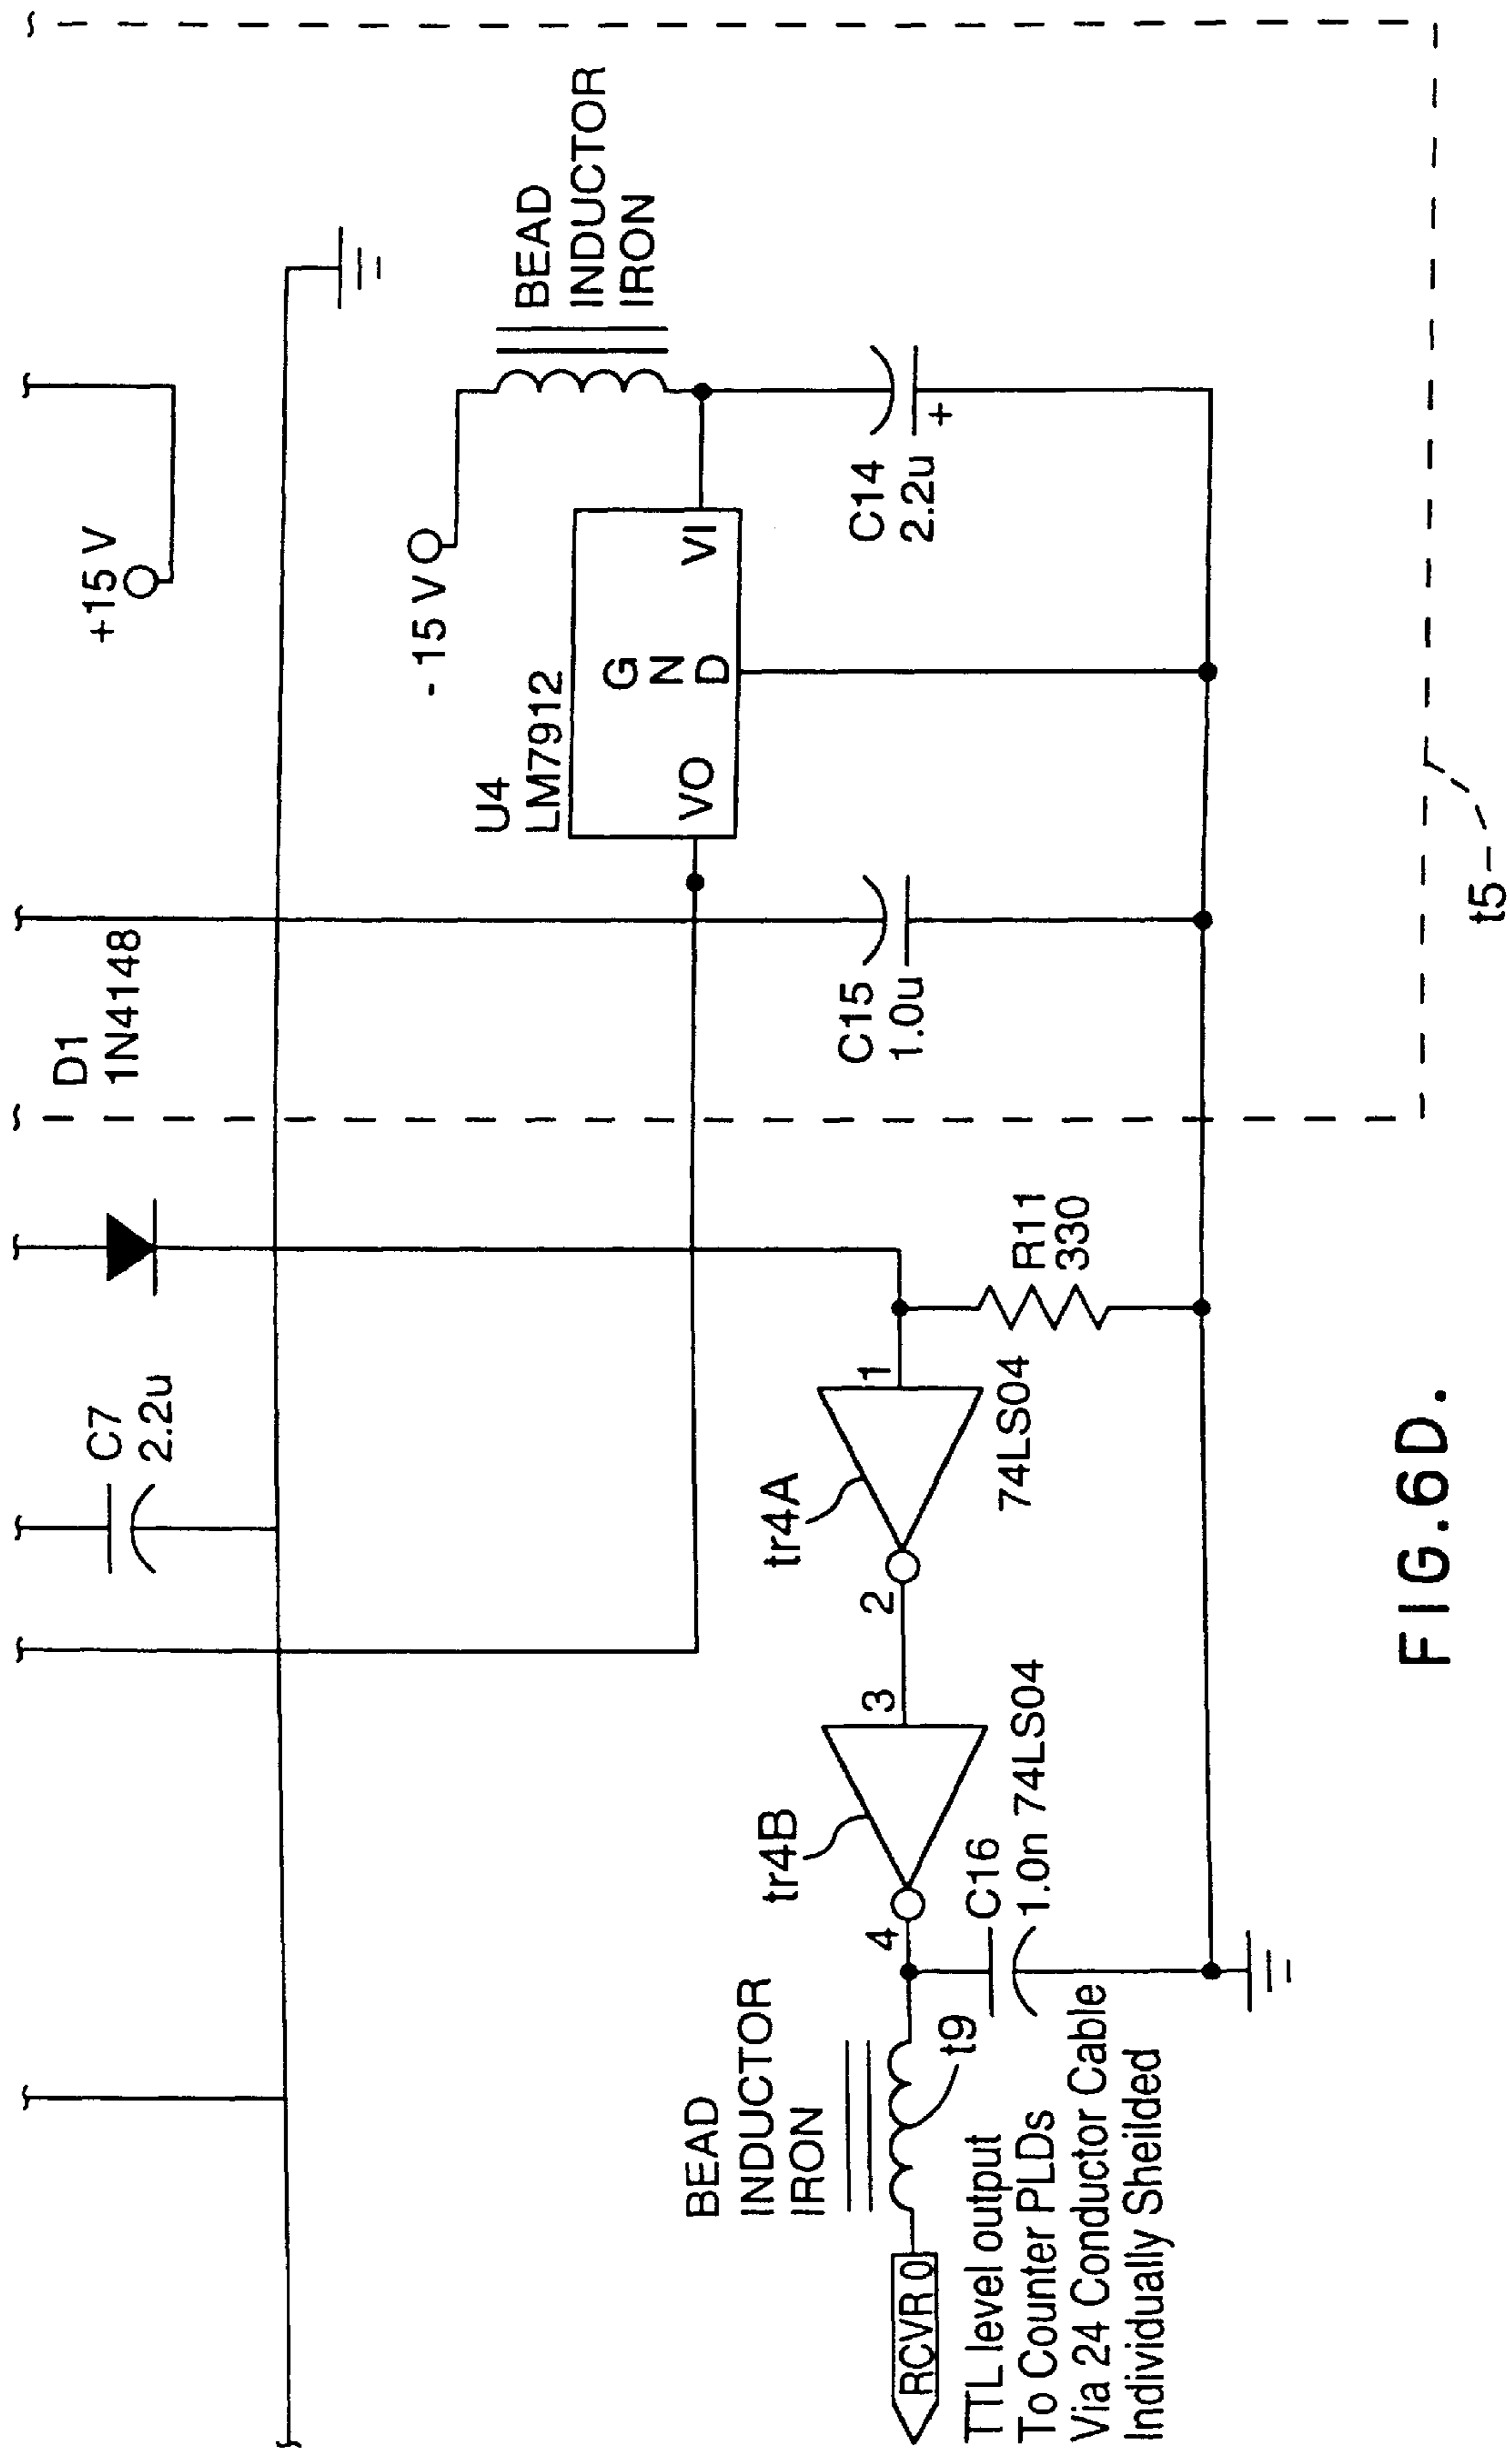 D1
1N4148
+15 V
C7
2.2u
- 15 V
BEAD
INDUCTOR
IRON
U4
LM7912
VO
G
N
D
VI
C15
1.0u
C14
2.2u
+
BEAD
INDUCTOR
IRON
tr4B
tr4A
4
3
2
1
RCVR 0
t9
C16
1.0n
74LS04
74LS04
R11
330
TTL level output
To Counter PLDs
Via 24 Conductor Cable
Individually Sheilded
t5
FIG.6D.